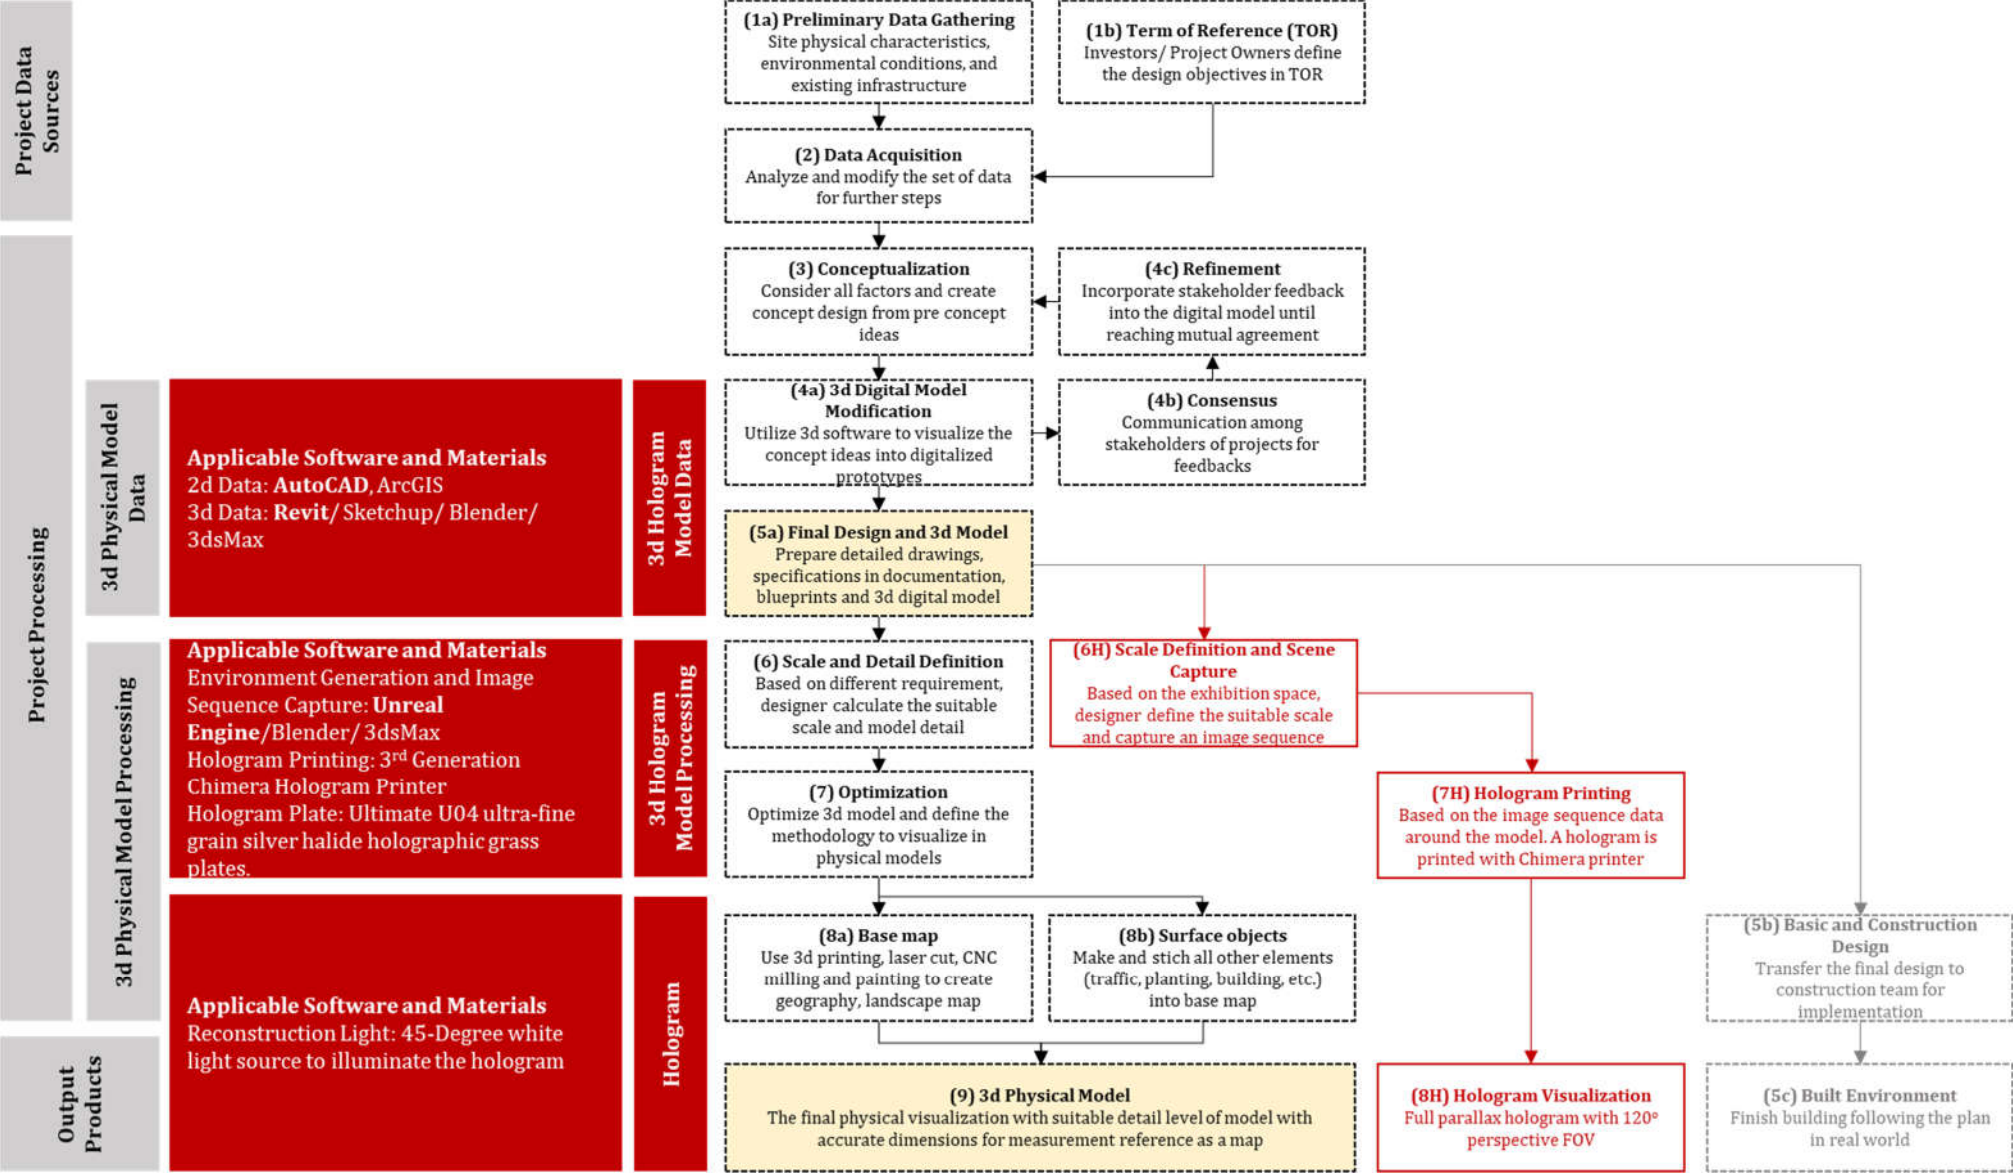 Project Data
Sources
(1a) Preliminary Data Gathering
Site physical characteristics,
environmental conditions, and
existing infrastructure
(1b) Term of Reference (TOR)
Investors/ Project Owners define
the design objectives in TOR
(2) Data Acquisition
Analyze and modify the set of data
for further steps
Project Processing
(3) Conceptualization
Consider all factors and create
concept design from pre concept
ideas
(4c) Refinement
Incorporate stakeholder feedback
into the digital model until
reaching mutual agreement
3d Physical Model
Data
Applicable Software and Materials
2d Data: AutoCAD, ArcGIS
3d Data: Revit/ Sketchup/ Blender/
3dsMax
3d Hologram
Model Data
(4a) 3d Digital Model
Modification
Utilize 3d software to visualize the
concept ideas into digitalized
prototypes
(4b) Consensus
Communication among
stakeholders of projects for
feedbacks
(5a) Final Design and 3d Model
Prepare detailed drawings,
specifications in documentation,
blueprints and 3d digital model
3d Physical Model Processing
Applicable Software and Materials
Environment Generation and Image
Sequence Capture: Unreal
Engine/Blender/ 3dsMax
Hologram Printing: 3rd Generation
Chimera Hologram Printer
Hologram Plate: Ultimate U04 ultra-fine
grain silver halide holographic grass
plates.
3d Hologram
Model Processing
(6) Scale and Detail Definition
Based on different requirement,
designer calculate the suitable
scale and model detail
(6H) Scale Definition and Scene
Capture
Based on the exhibition space,
designer define the suitable scale
and capture an image sequence
(7) Optimization
Optimize 3d model and define the
methodology to visualize in
physical models
(7H) Hologram Printing
Based on the image sequence data
around the model. A hologram is
printed with Chimera printer
Applicable Software and Materials
Reconstruction Light: 45-Degree white
light source to illuminate the hologram
Hologram
(8a) Base map
Use 3d printing, laser cut, CNC
milling and painting to create
geography, landscape map
(8b) Surface objects
Make and stich all other elements
(traffic, planting, building, etc.)
into base map
(5b) Basic and Construction
Design
Transfer the final design to
construction team for
implementation
Output
Products
(9) 3d Physical Model
The final physical visualization with suitable detail level of model with
accurate dimensions for measurement reference as a map
(8H) Hologram Visualization
Full parallax hologram with 120°
perspective FOV
(5c) Built Environment
Finish building following the plan
in real world